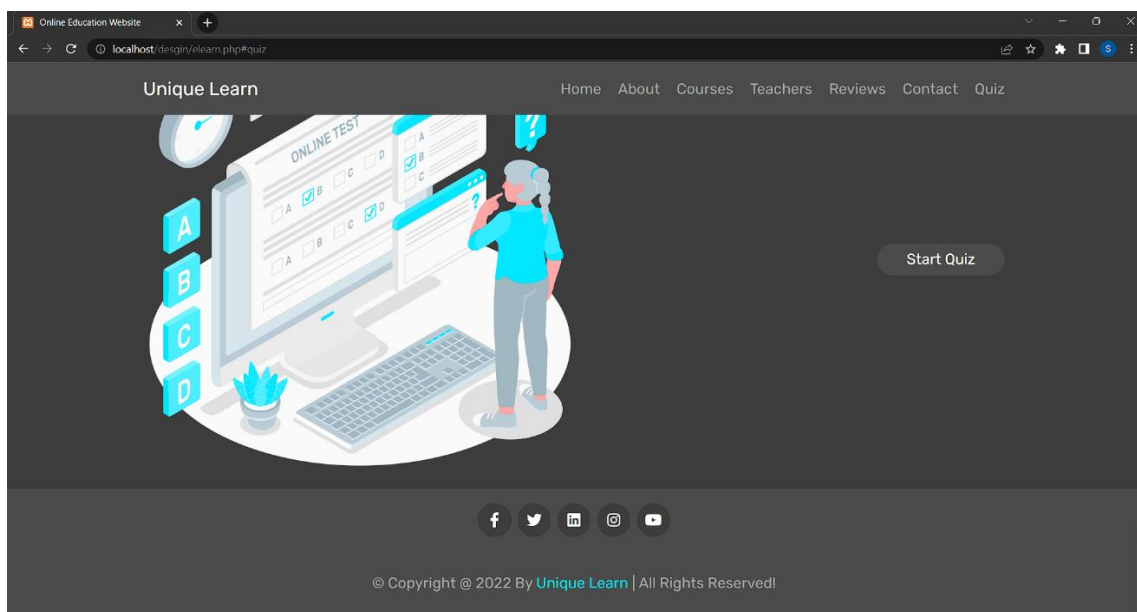 Online Education Website
localhost/desgin/elearn.php#quiz
S
Unique Learn
Home About Courses Teachers Reviews Contact Quiz
ONLINE TEST
A B C D
A B C D
A
A
B
C
?
?
A
B
C
D
Start Quiz
© Copyright @ 2022 By Unique Learn | All Rights Reserved!